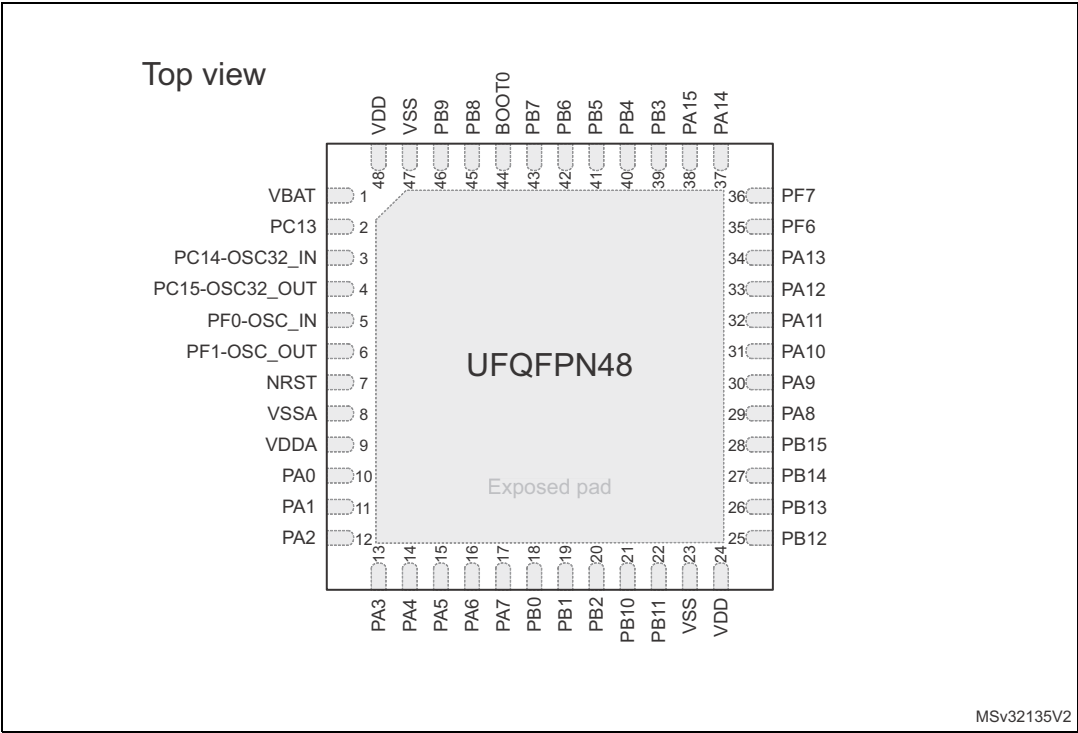 Top view
VDD
VSS
PB9
PB8
BOOT0
PB7
PB6
PB5
PB4
PB3
PA15
PA14
48
47
46
45
44
43
42
41
40
39
38
37
VBAT 1
PC13 2
PC14-OSC32_IN 3
PC15-OSC32_OUT 4
PF0-OSC_IN 5
PF1-OSC_OUT 6
NRST 7
VSSA 8
VDDA 9
PA0 10
PA1 11
PA2 12
UFQFPN48
Exposed pad
36 PF7
35 PF6
34 PA13
33 PA12
32 PA11
31 PA10
30 PA9
29 PA8
28 PB15
27 PB14
26 PB13
25 PB12
13
14
15
16
17
18
19
20
21
22
23
24
PA3
PA4
PA5
PA6
PA7
PB0
PB1
PB2
PB10
PB11
VSS
VDD
MSv32135V2